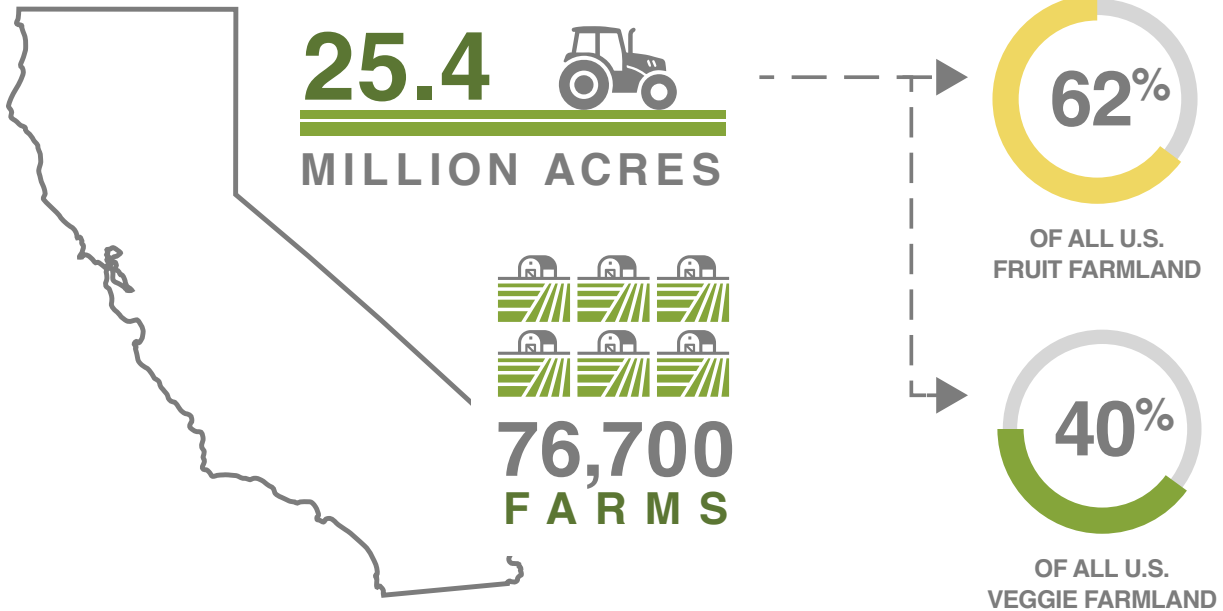 25.4
MILLION ACRES
76,700
FARMS
62%
OF ALL U.S.
FRUIT FARMLAND
40%
OF ALL U.S.
VEGGIE FARMLAND